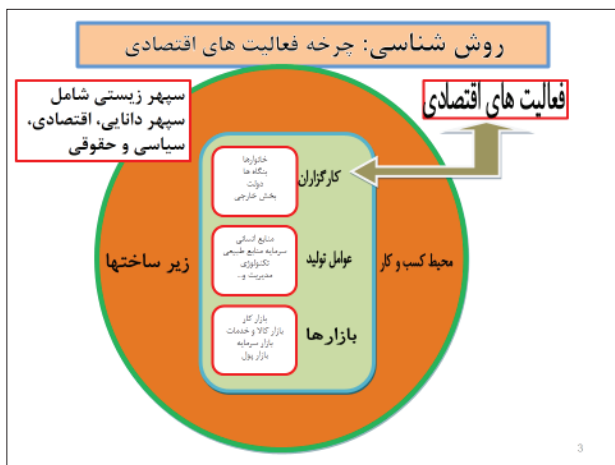 روش شناسی: چرخه فعالیت های اقتصادی
فعالیت های اقتصادی
سپهر زیستی شامل
سپهر دانایی، اقتصادی،
سیاسی و حقوقی
محیط کسب و کار
کارگزاران
خانوارها
بنگاه ها
دولت
بخش خارجی
عوامل تولید
منابع انسانی
سرمایه منابع طبیعی
تکنولوژی
مدیریت و...
بازارها
بازار کار
بازار کالا و خدمات
بازار سرمایه
بازار پول
زیر ساختها
3